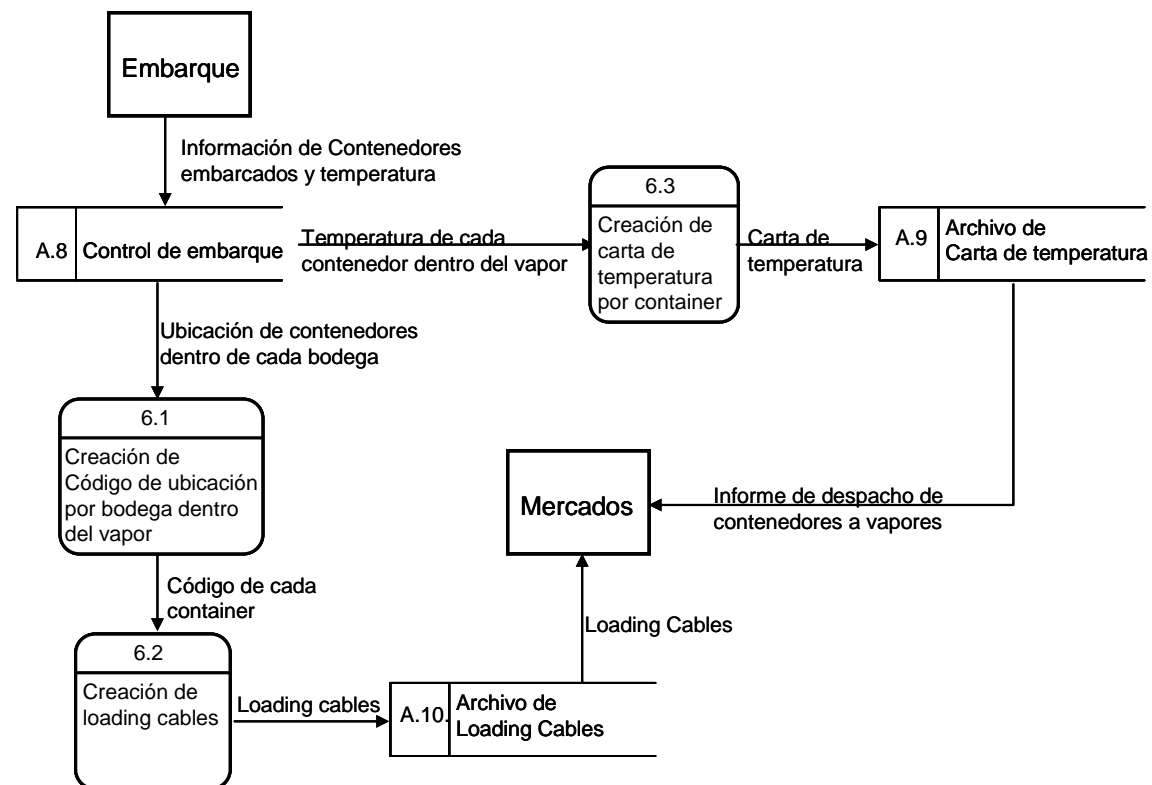 Embarque
Información de Contenedores
embarcados y temperatura
A.8
Control de embarque
Temperatura de cada
contenedor dentro del vapor
6.3
Creación de
carta de
temperatura
por container
Carta de
temperatura
A.9
Archivo de
Carta de temperatura
Ubicación de contenedores
dentro de cada bodega
6.1
Creación de
Código de ubicación
por bodega dentro
del vapor
Mercados
Informe de despacho de
contenedores a vapores
Código de cada
container
Loading Cables
6.2
Creación de
loading cables
Loading cables
A.10.
Archivo de
Loading Cables